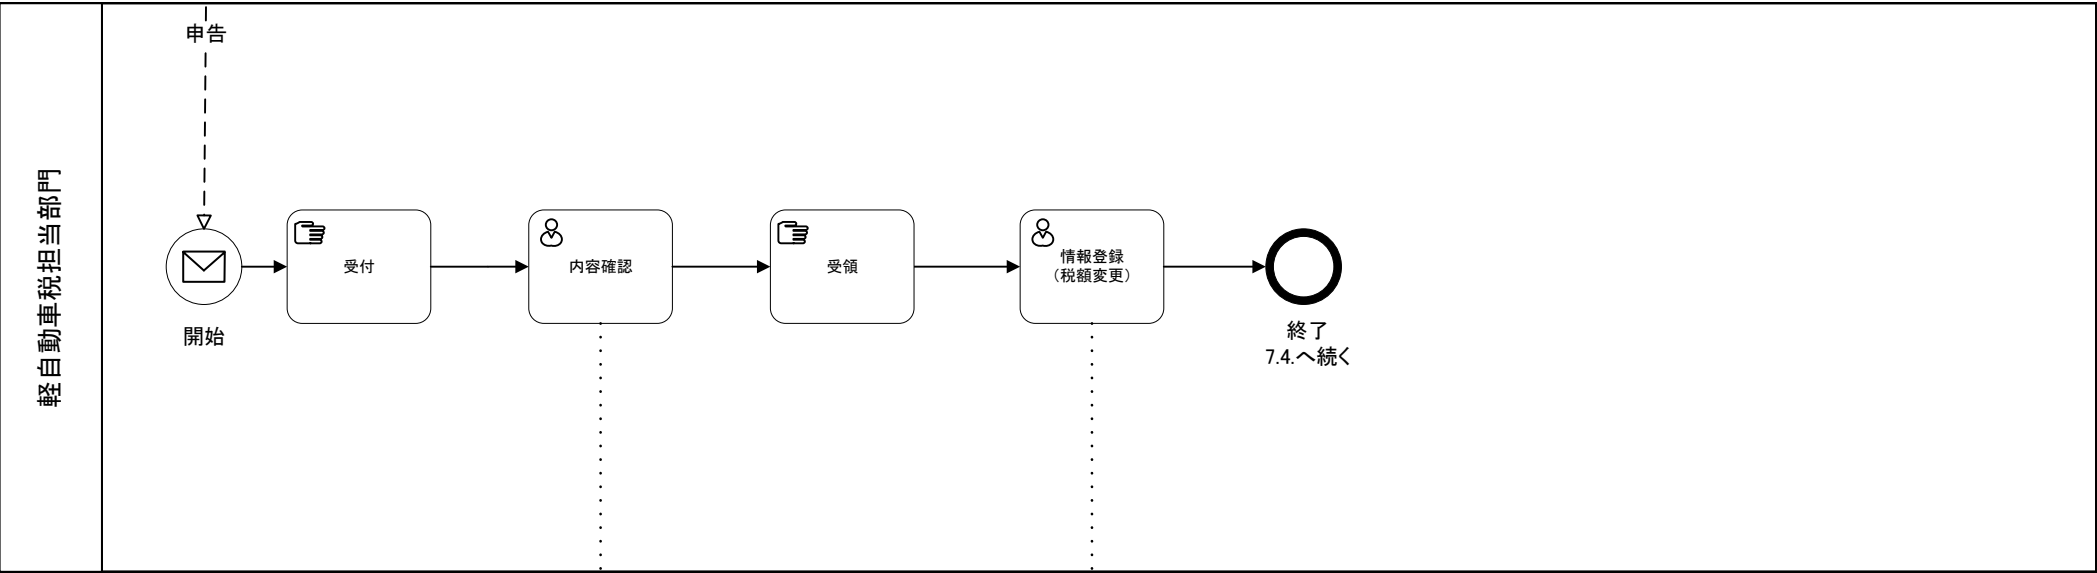 申告
軽自動車税担当部門
受付
内容確認
受領
情報登録
（税額変更）
開始
終了
7.4.へ続く